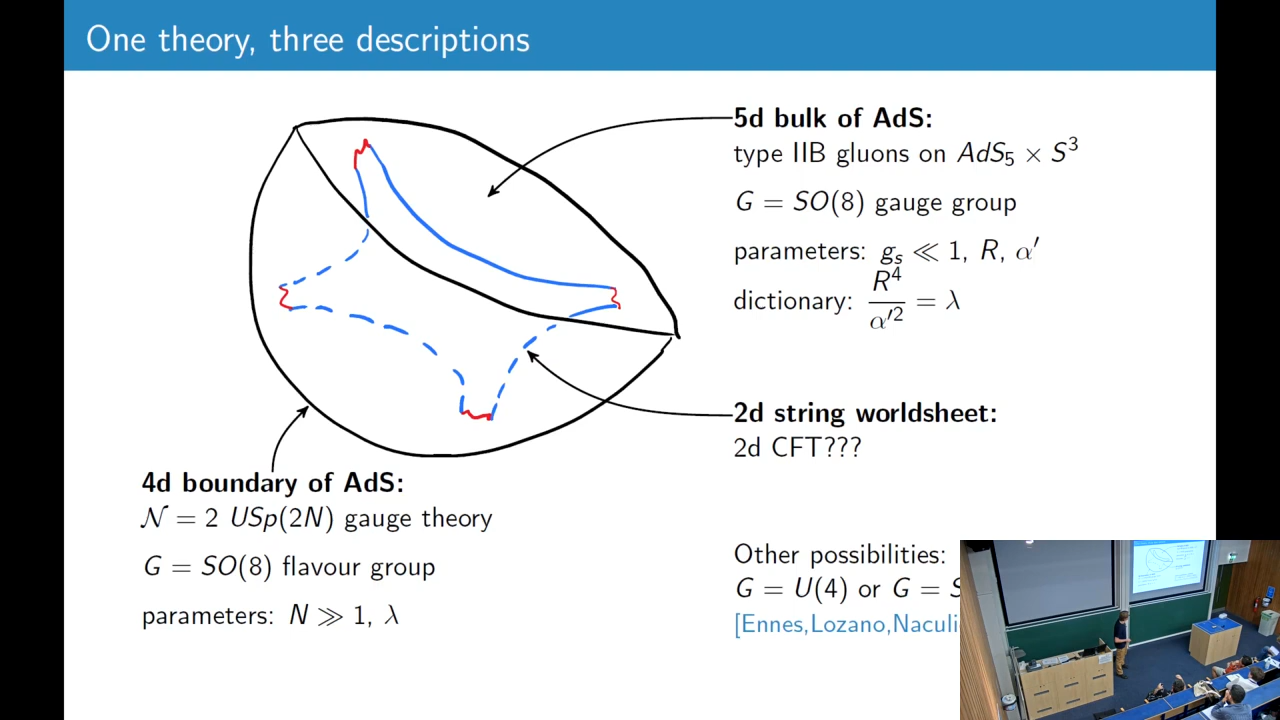 One theory, three descriptions
5d bulk of AdS:
type IIB gluons on AdS₅ × S³
G = SO(8) gauge group
parameters: gₛ ≪ 1, R, α′
dictionary: R⁴/α′² = λ
2d string worldsheet:
2d CFT???
4d boundary of AdS:
𝒩 = 2 USp(2N) gauge theory
G = SO(8) flavour group
parameters: N ≫ 1, λ
Other possibilities:
G = U(4) or G =
[Ennes,Lozano,